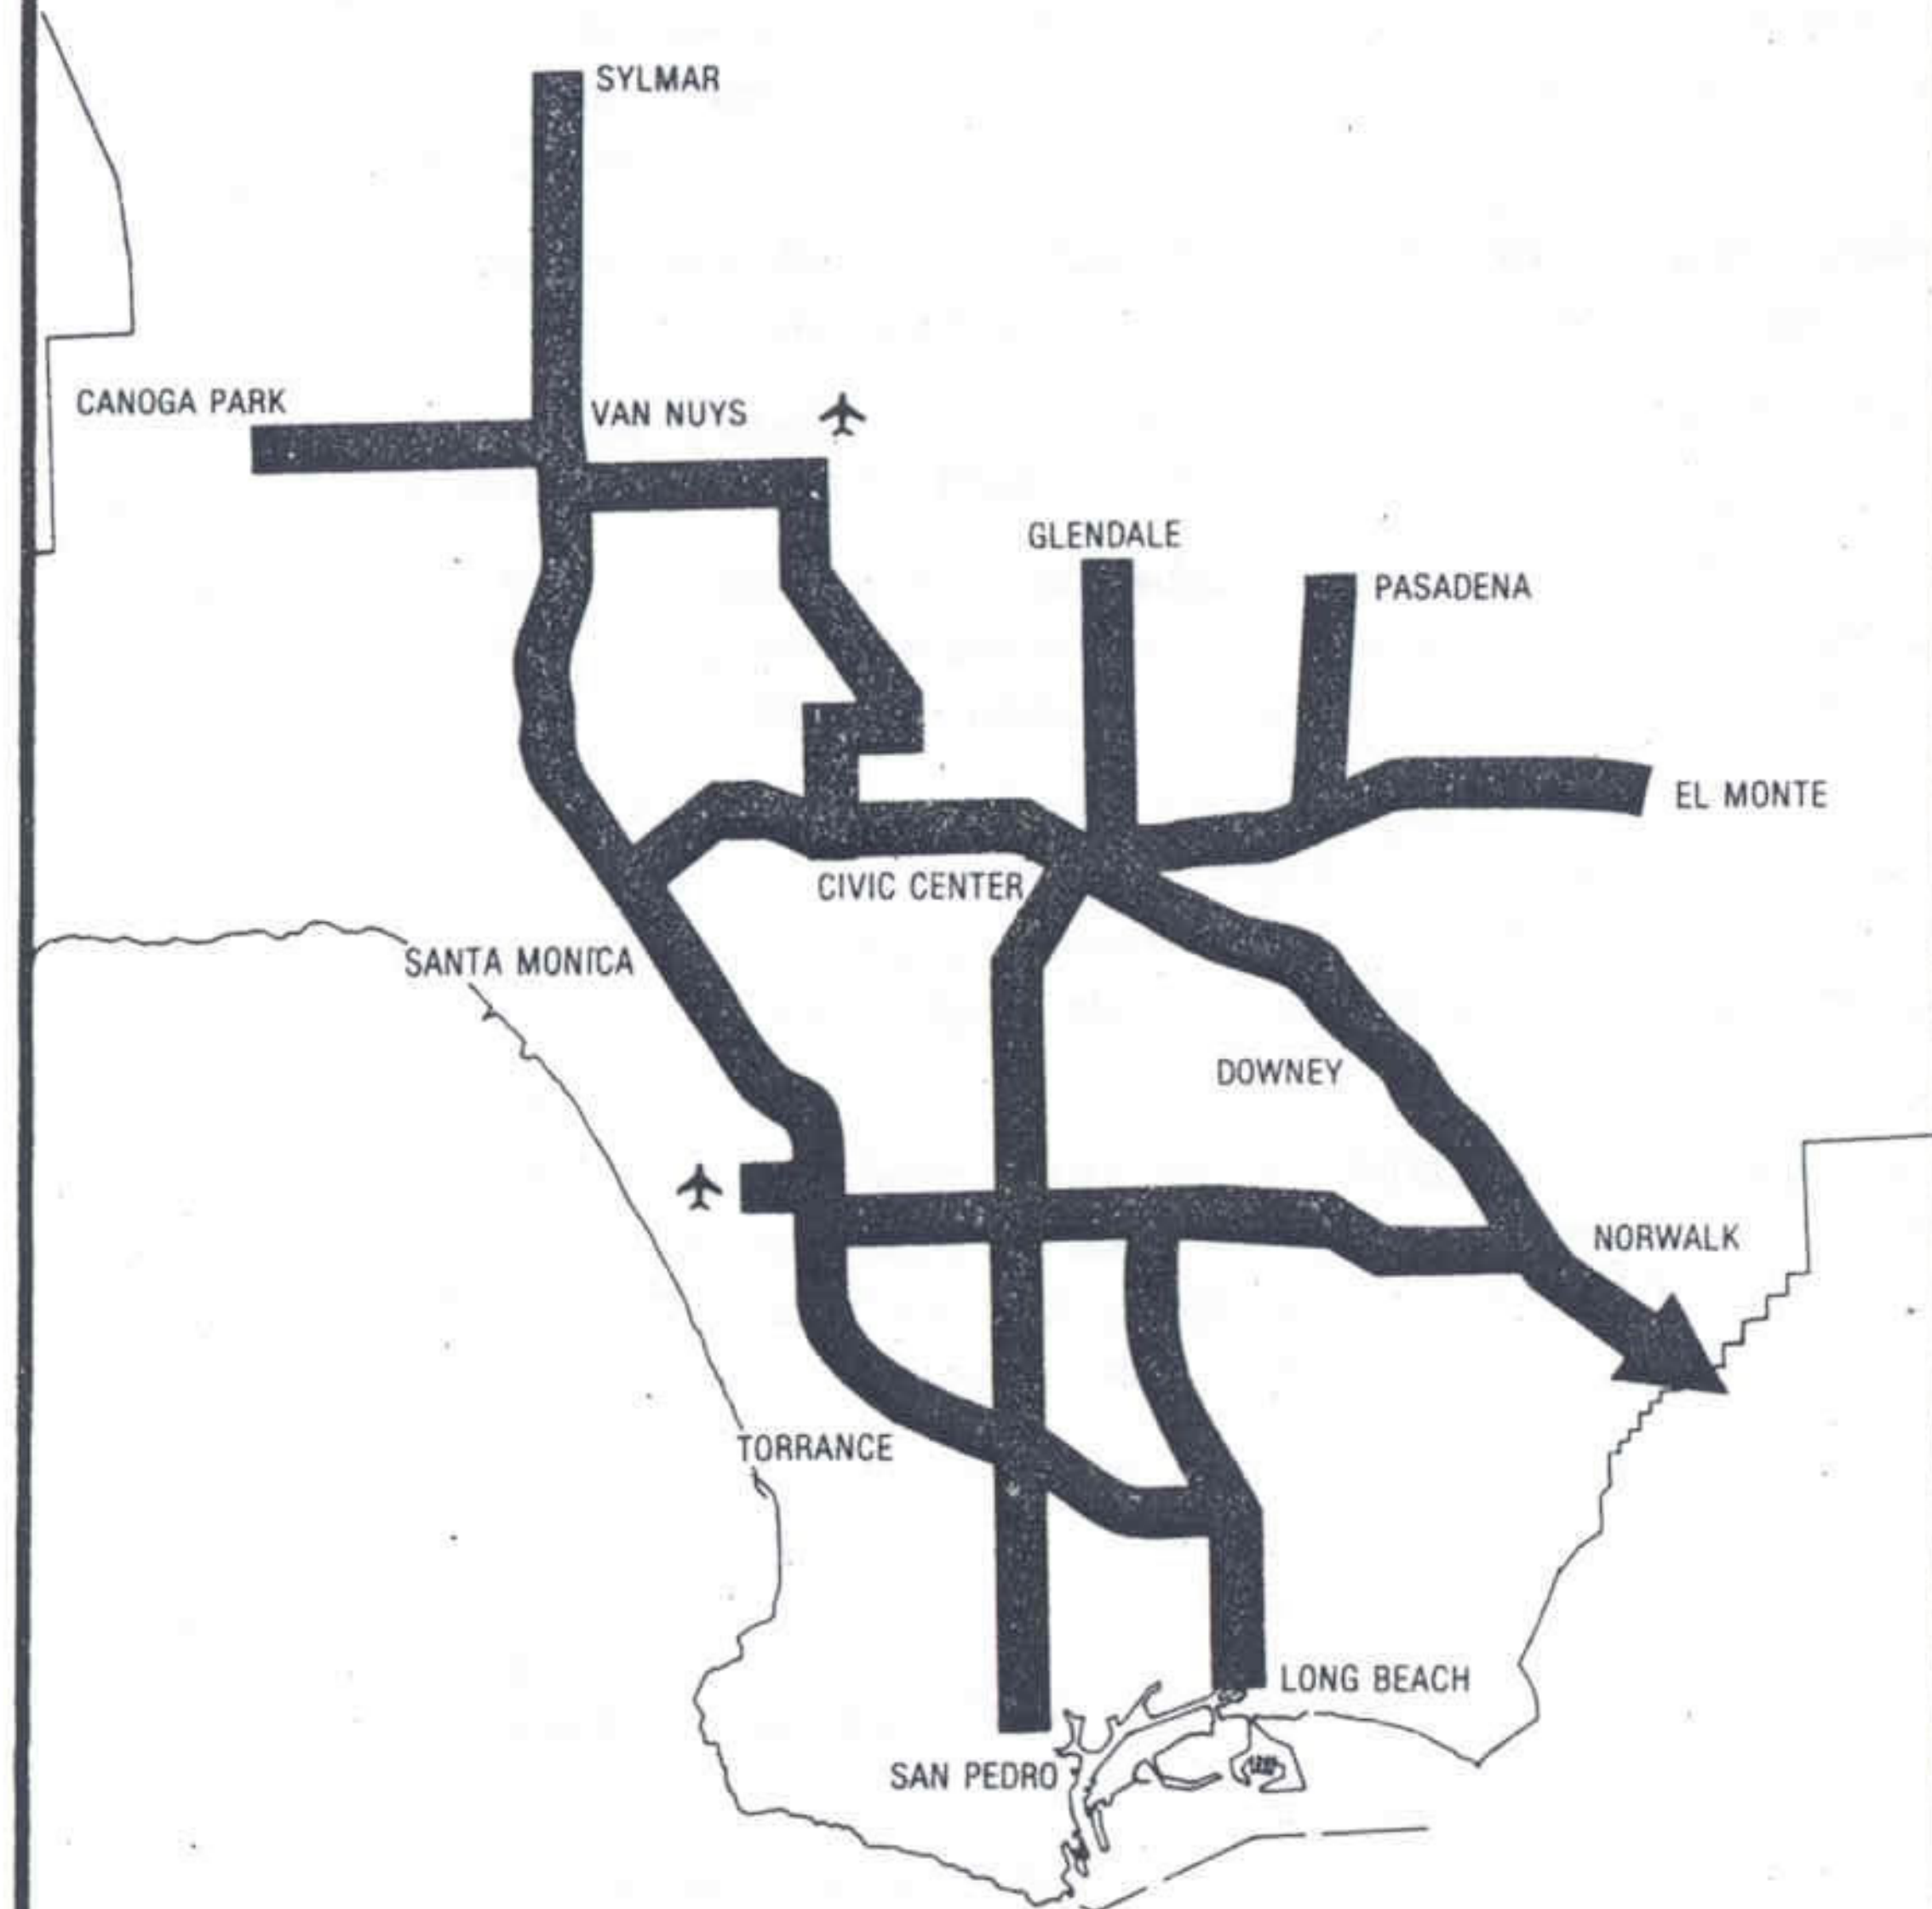 SYLMAR
CANOGA PARK
VAN NUYS
GLENDALE
PASADENA
EL MONTE
CIVIC CENTER
SANTA MONICA
DOWNEY
NORWALK
TORRANCE
LONG BEACH
SAN PEDRO